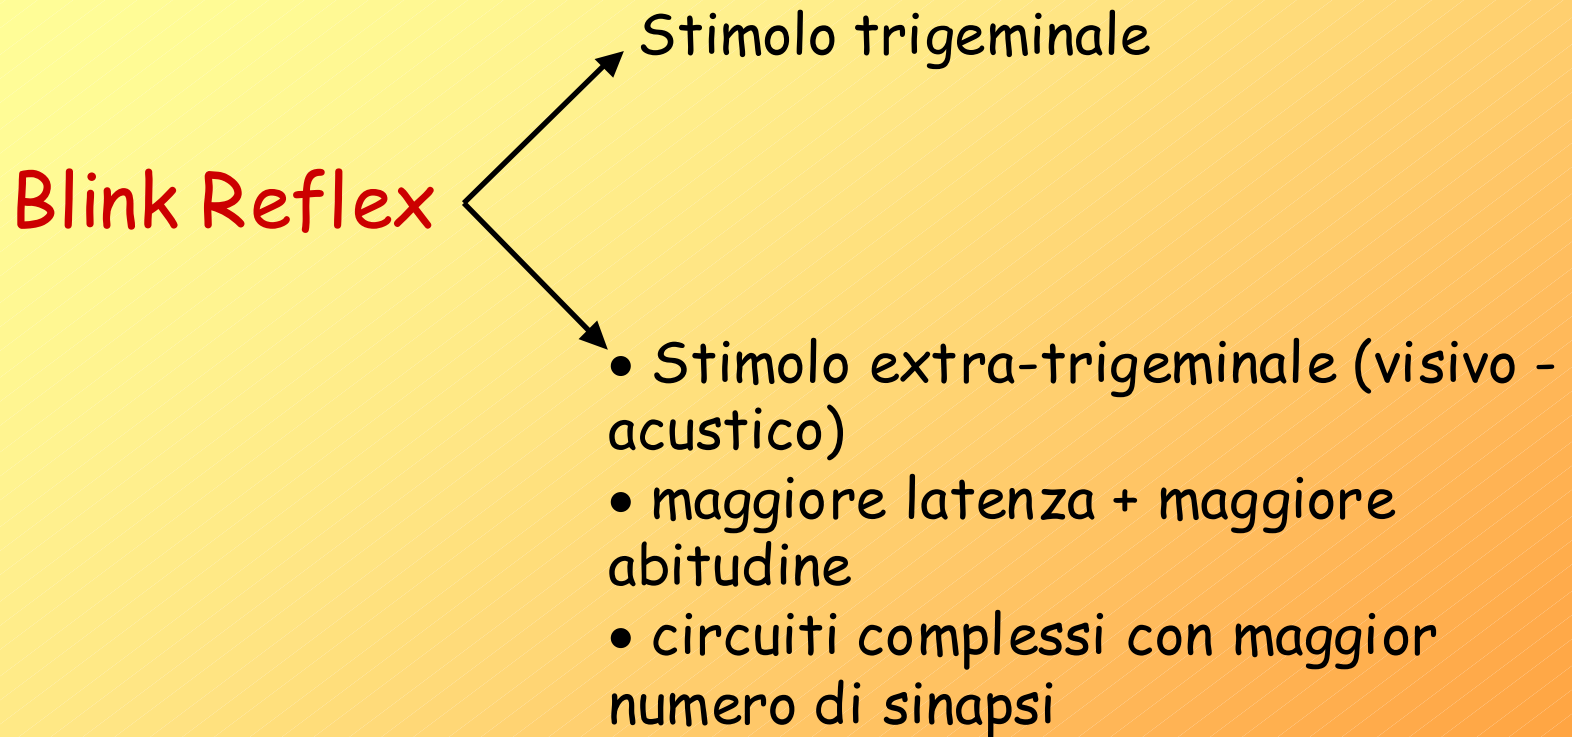 Stimolo trigeminale
Blink Reflex
• Stimolo extra-trigeminale (visivo -
acustico)
• maggiore latenza + maggiore
abitudine
• circuiti complessi con maggior
numero di sinapsi